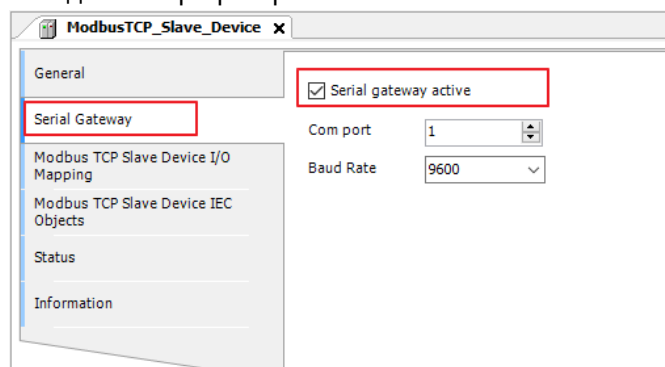 ModbusTCP_Slave_Device X
General
Serial Gateway
Modbus TCP Slave Device I/O
Mapping
Modbus TCP Slave Device IEC
Objects
Status
Information
Serial gateway active
Com port 1
Baud Rate 9600